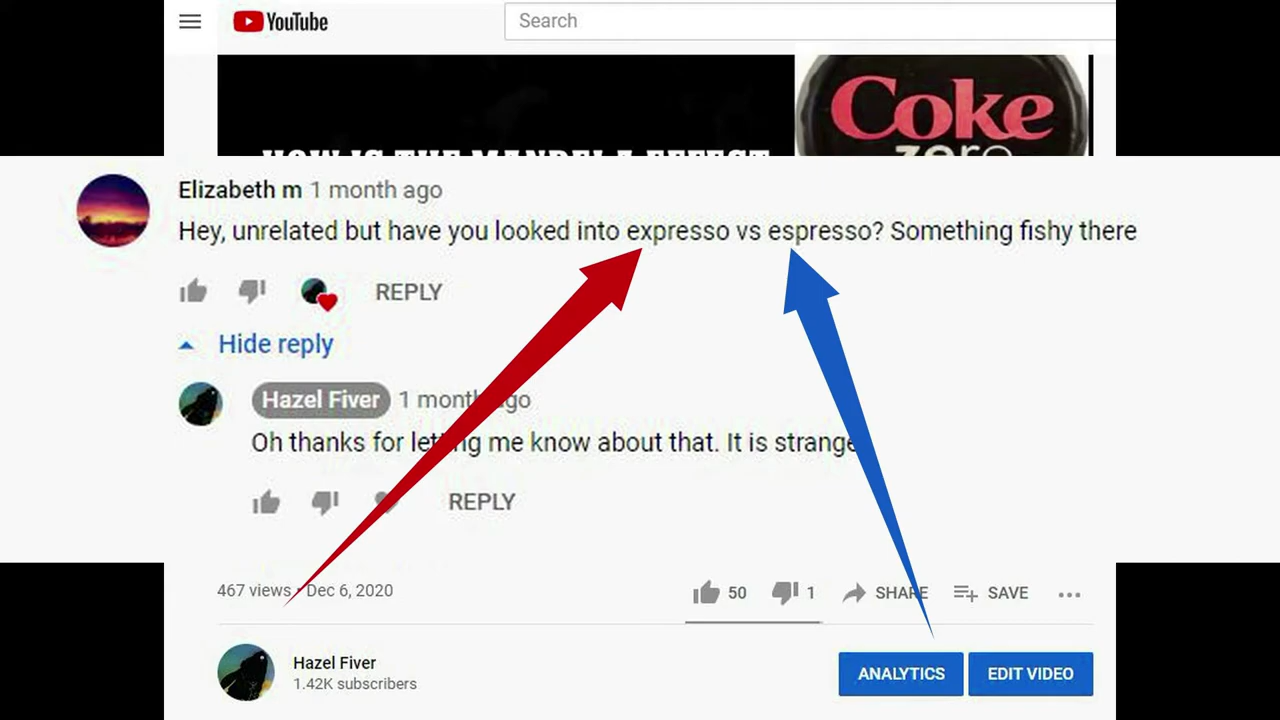 YouTube
Search
Coke
zero
HOW IS THE MANDELA EFFECT
Elizabeth m 1 month ago
Hey, unrelated but have you looked into expresso vs espresso? Something fishy there
REPLY
Hide reply
Hazel Fiver 1 month ago
Oh thanks for letting me know about that. It is strange
REPLY
467 views • Dec 6, 2020
50 1 SHARE SAVE
Hazel Fiver
1.42K subscribers
ANALYTICS EDIT VIDEO